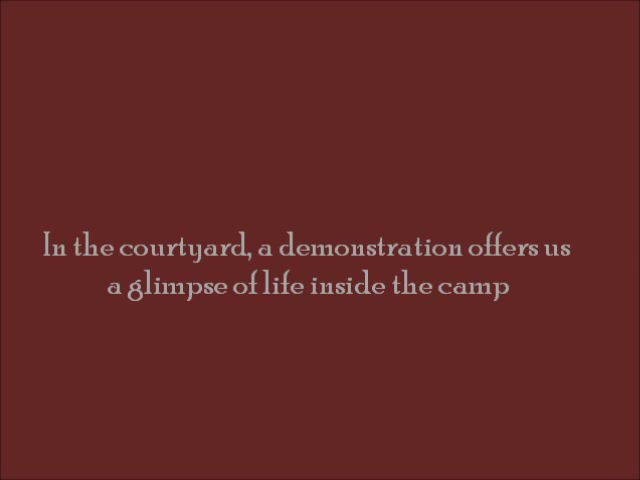 In the courtyard, a demonstration offers us
a glimpse of life inside the camp